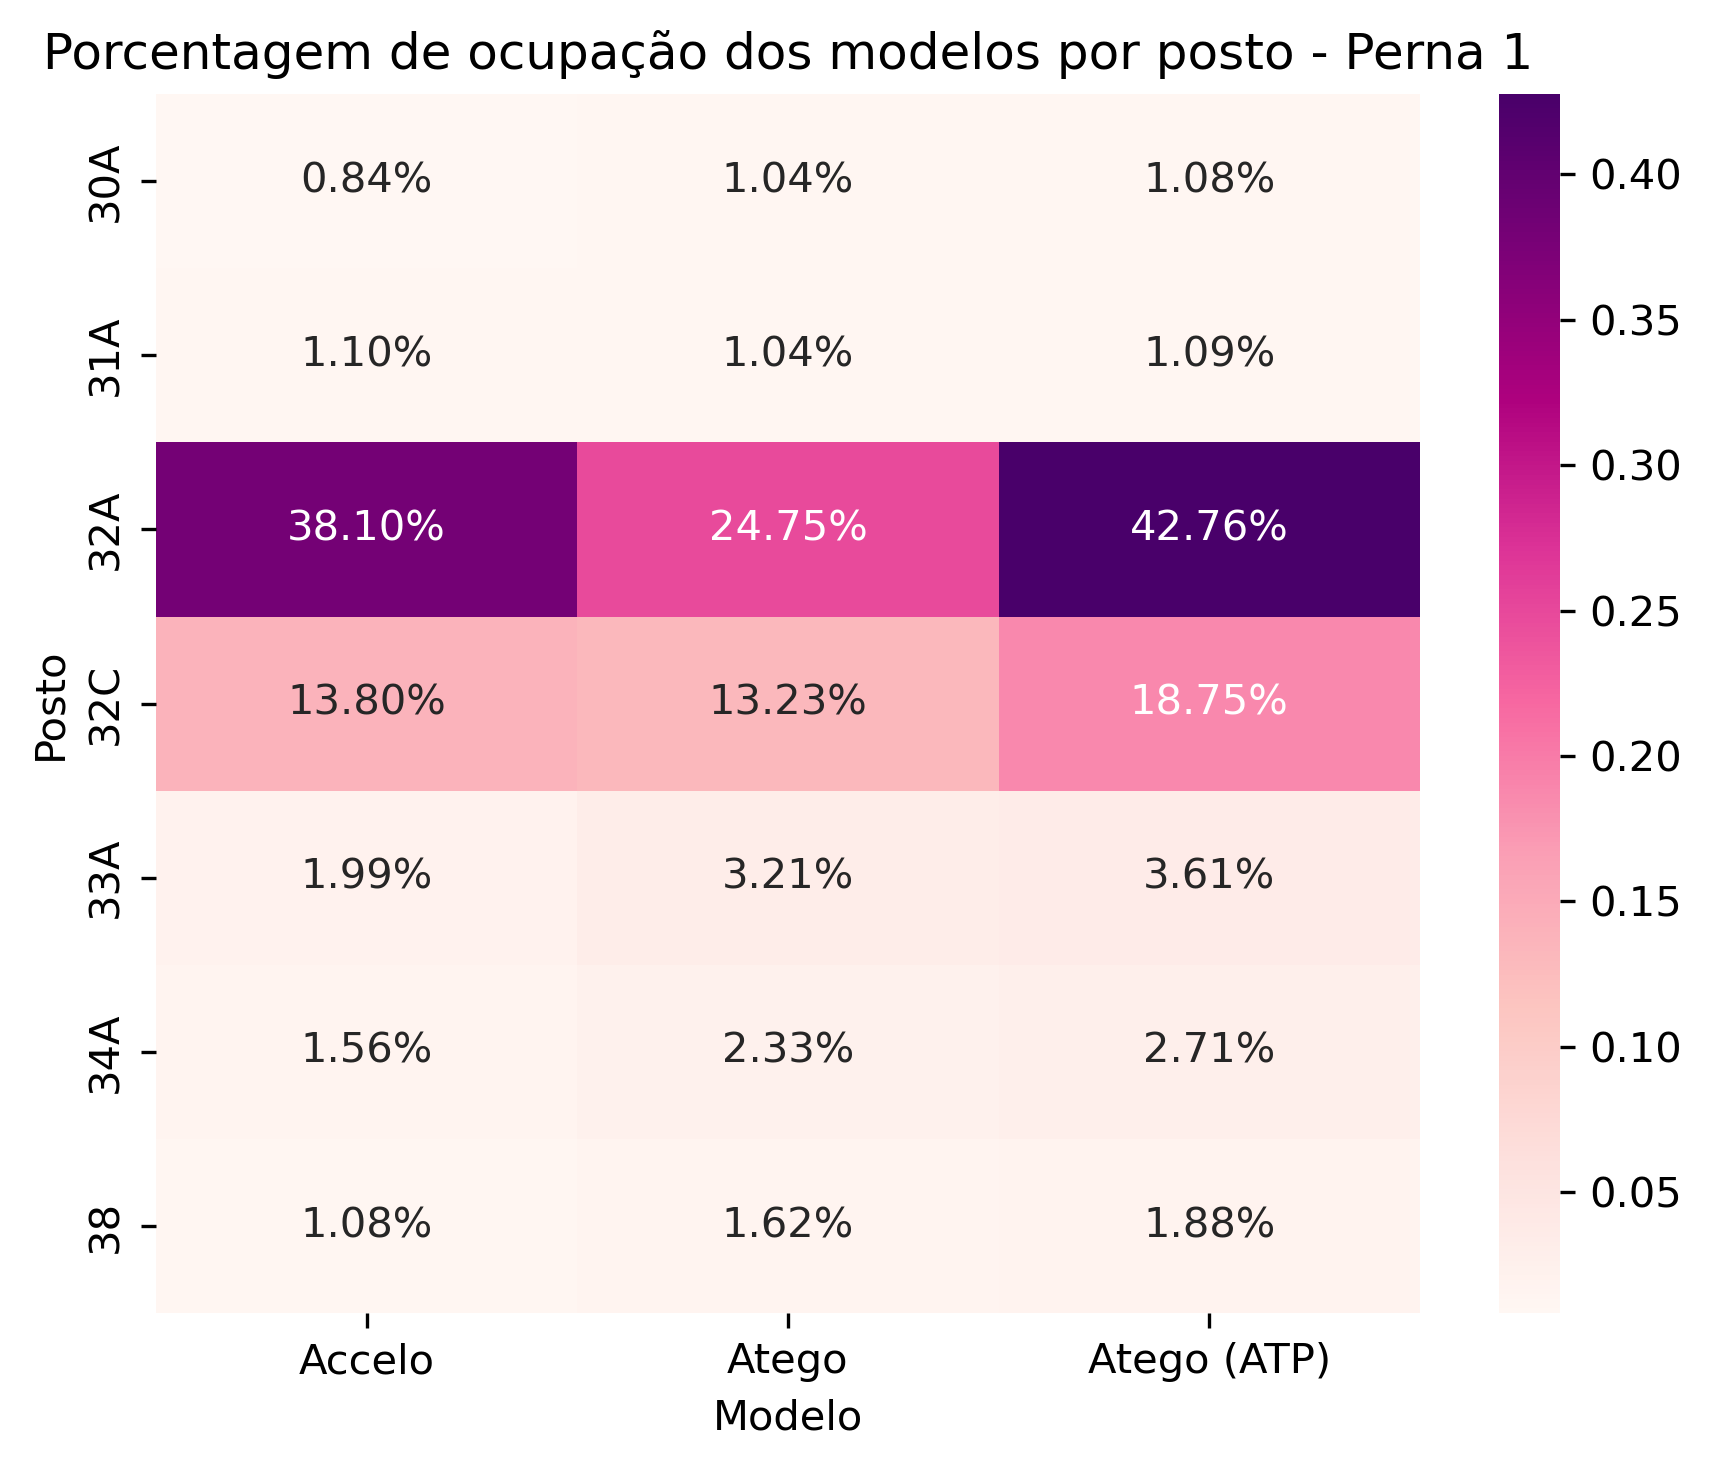 Porcentagem de ocupação dos modelos por posto - Perna 1
Posto
30A 0.84% 1.04% 1.08%
31A 1.10% 1.04% 1.09%
32A 38.10% 24.75% 42.76%
32C 13.80% 13.23% 18.75%
33A 1.99% 3.21% 3.61%
34A 1.56% 2.33% 2.71%
38 1.08% 1.62% 1.88%
Accelo Atego Atego (ATP)
Modelo
0.40
0.35
0.30
0.25
0.20
0.15
0.10
0.05